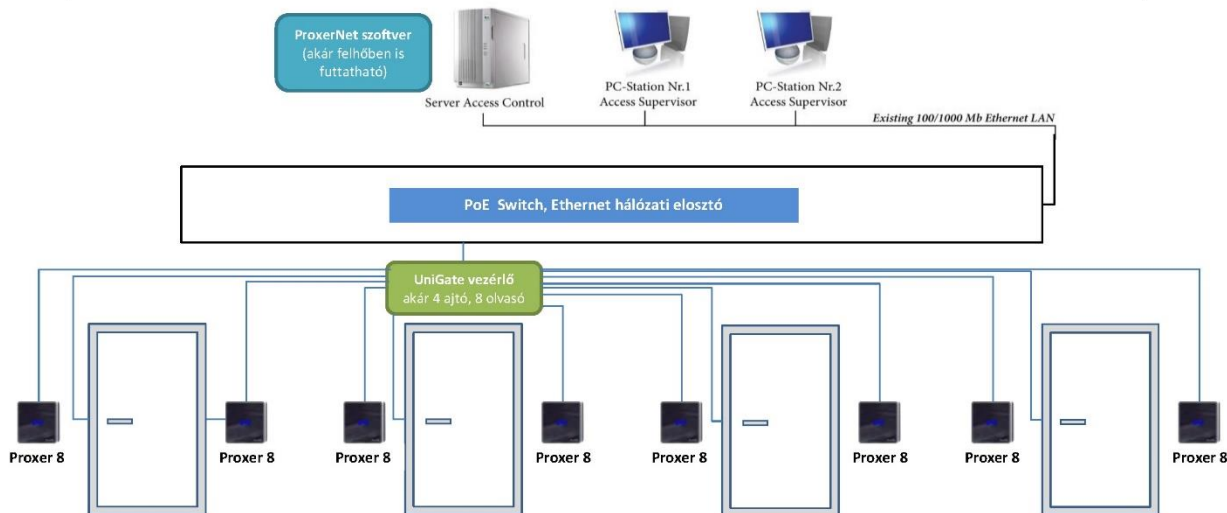 ProxerNet szoftver
(akár felhőben is
futtatható)
Server Access Control
PC-Station Nr.1
Access Supervisor
PC-Station Nr.2
Access Supervisor
Existing 100/1000 Mb Ethernet LAN
PoE Switch, Ethernet hálózati elosztó
UniGate vezérlő
akár 4 ajtó, 8 olvasó
Proxer 8
Proxer 8
Proxer 8
Proxer 8
Proxer 8
Proxer 8
Proxer 8
Proxer 8